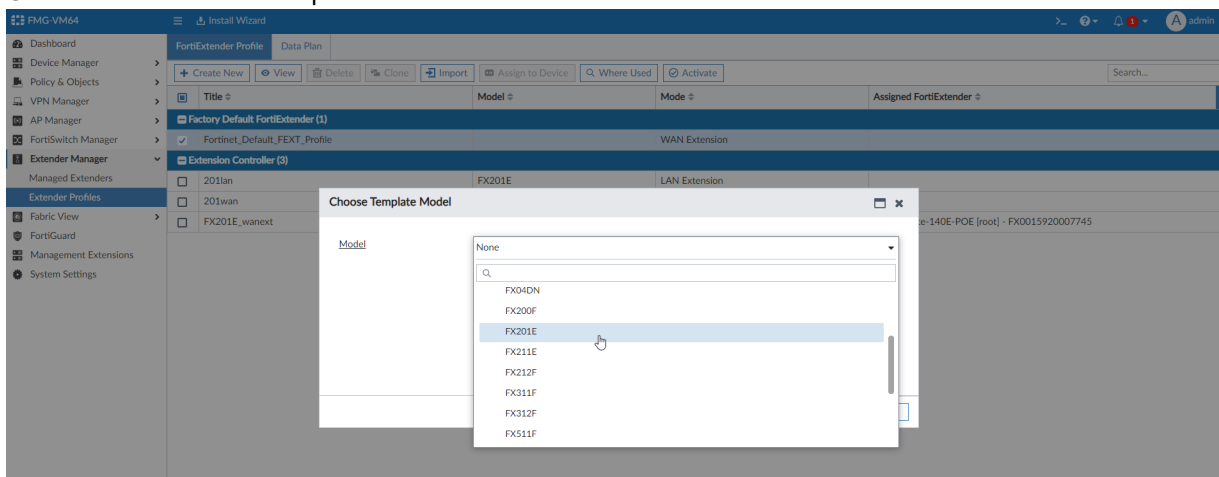 FMG-VM64
Install Wizard
>_
1
A admin
Dashboard
Device Manager
Policy & Objects
VPN Manager
AP Manager
FortiSwitch Manager
Extender Manager
Managed Extenders
Extender Profiles
Fabric View
FortiGuard
Management Extensions
System Settings
FortiExtender Profile Data Plan
+ Create New View Delete Clone Import Assign to Device Where Used Activate Search...
Title Model Mode Assigned FortiExtender
Factory Default FortiExtender (1)
Fortinet_Default_FEXT_Profile WAN Extension
Extension Controller (3)
201lan FX201E LAN Extension
201wan
FX201E_wanext e-140E-POE [root] - FX0015920007745
Choose Template Model
Model None
FX04DN
FX200F
FX201E
FX211E
FX212F
FX311F
FX312F
FX511F